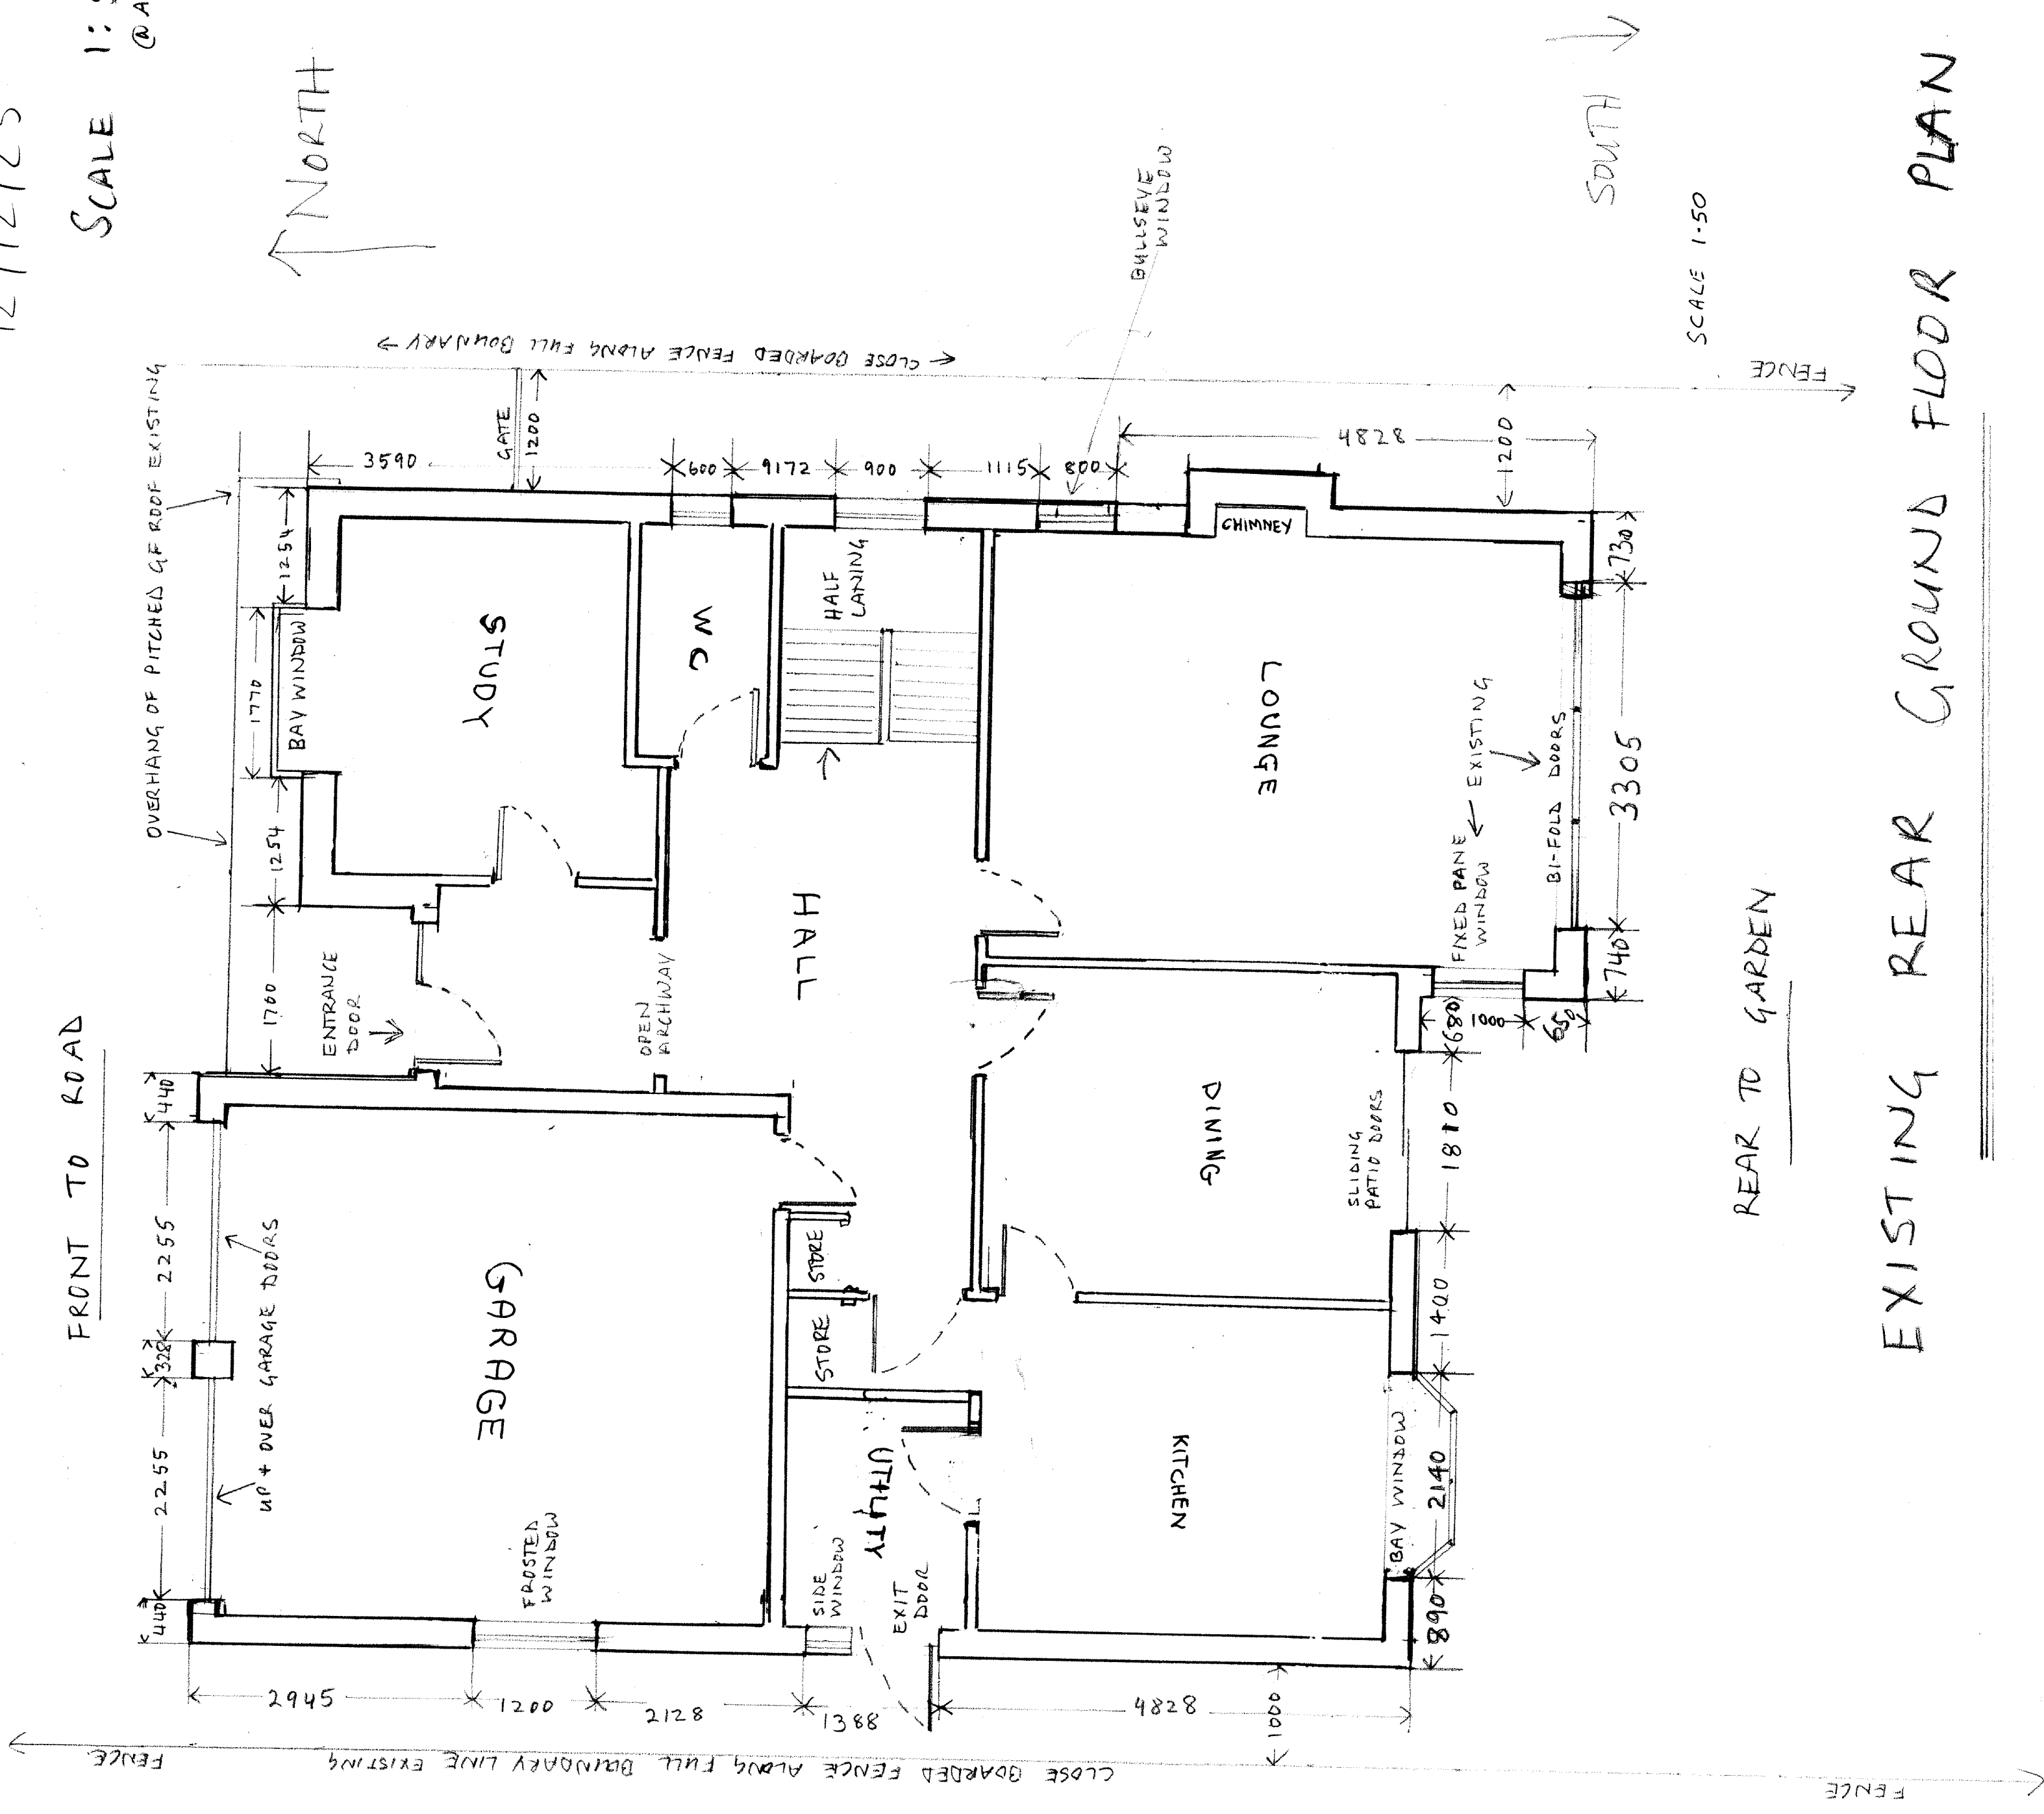 12/12/23
SCALE 1:
@A
NORTH
SOUTH
SCALE 1-50
EXISTING REAR GROUND FLOOR PLAN
REAR TO GARDEN
FRONT TO ROAD
OVERHANG OF PITCHED GF ROOF EXISTING
← CLOSE BOARDED FENCE ALONG FULL BOUNARY →
FENCE
BULLSEYE
WINDOW
GATE
1200
3590
600
9172
900
1115
800
4828
1200
1254
1770
1254
1700
BAY WINDOW
STUDY
WC
HALF
LANING
CHIMNEY
LOUNGE
730
3305
740
EXISTING
BI-FOLD DOORS
FIXED PANE
WINDOW
680
1000
650
ENTRANCE
DOOR
OPEN
ARCHWAY
HALL
DINING
SLIDING
PATIO DOORS
1810
1400
2140
890
BAY WINDOW
KITCHEN
440
2255
328
2255
440
UP + OVER GARAGE DOORS
GARAGE
STORE
STORE
UTILITY
FROSTED
WINDOW
SIDE
WINDOW
EXIT
DOOR
2945
1200
2128
1388
4828
1000
FENCE
CLOSE BOARDED FENCE ALONG FULL BOUNDARY LINE EXISTING
FENCE